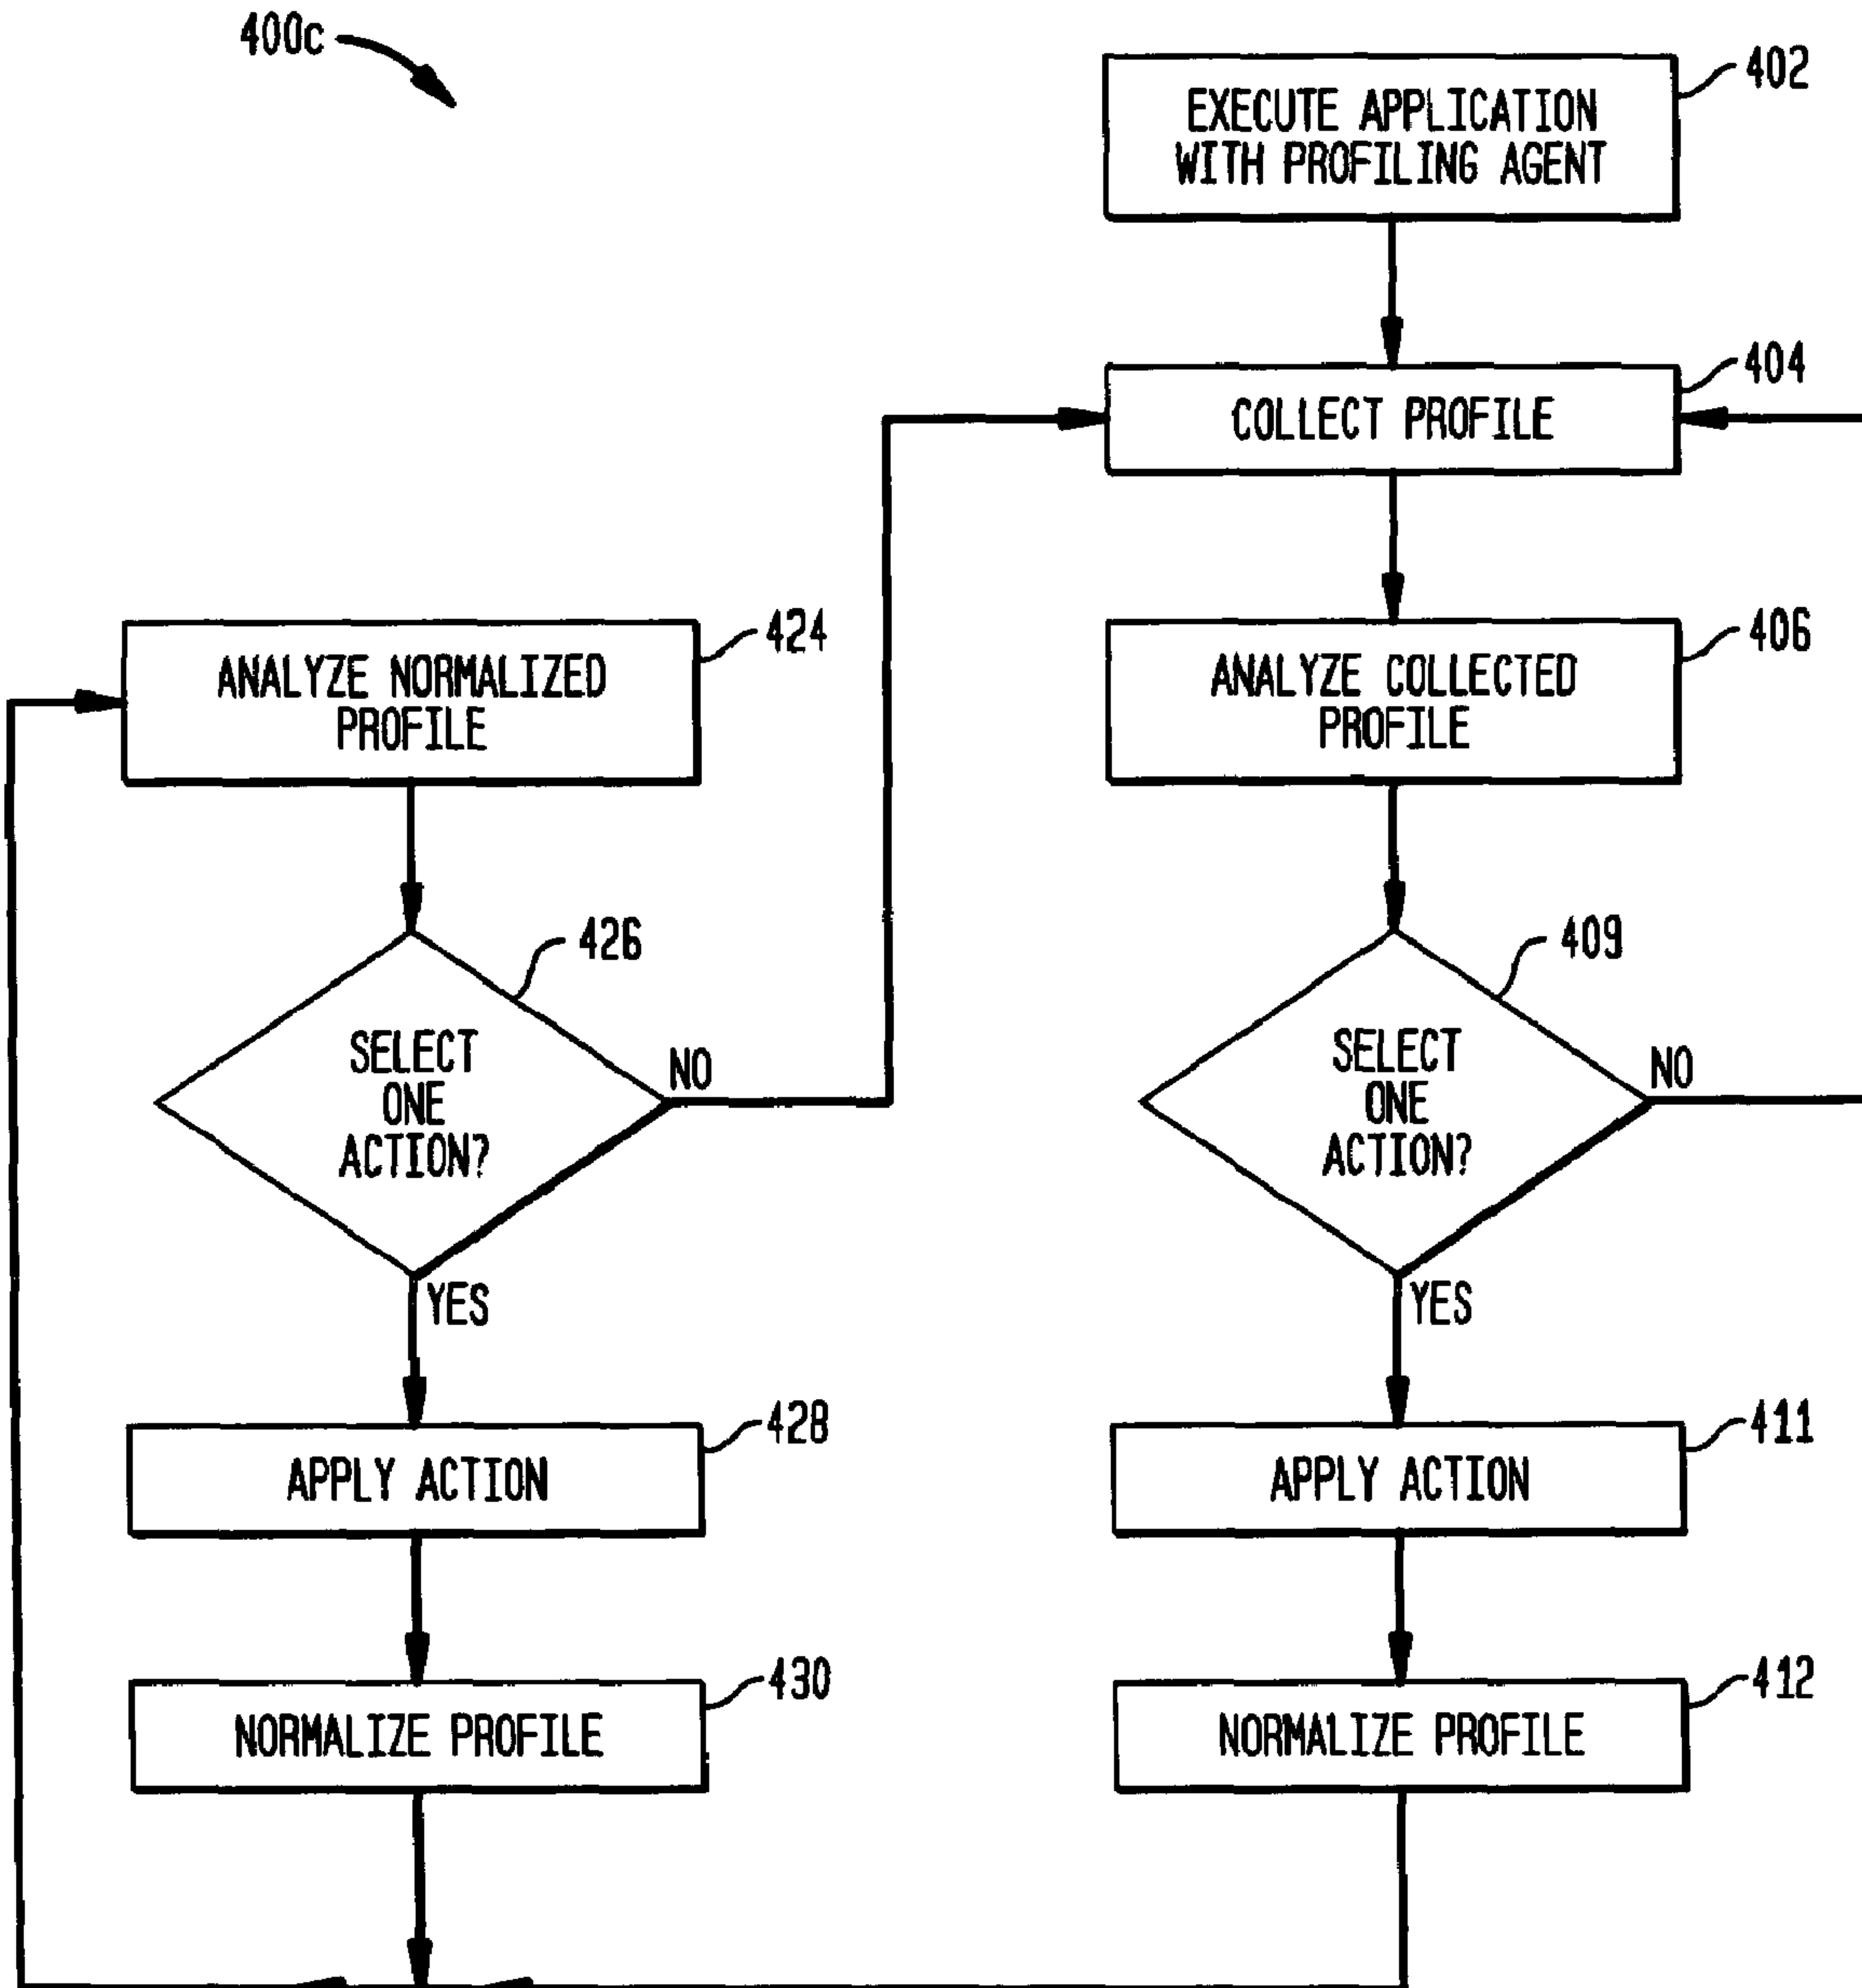 400c
402
EXECUTE APPLICATION
WITH PROFILING AGENT
404
COLLECT PROFILE
424
ANALYZE NORMALIZED
PROFILE
406
ANALYZE COLLECTED
PROFILE
426
SELECT
ONE
ACTION?
NO
YES
409
SELECT
ONE
ACTION?
NO
YES
428
APPLY ACTION
411
APPLY ACTION
430
NORMALIZE PROFILE
412
NORMALIZE PROFILE